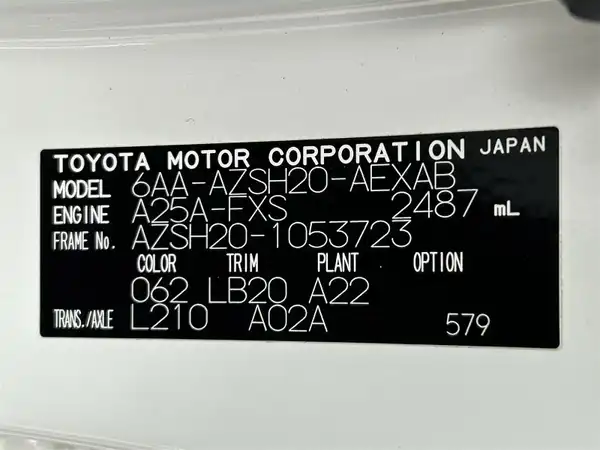 TOYOTA MOTOR CORPORATION JAPAN
MODEL 6AA-AZSH20-AEXAB
ENGINE A25A-FXS 2487 mL
FRAME No. AZSH20-1053723
COLOR TRIM PLANT OPTION
062 LB20 A22
TRANS./AXLE L210 A02A 579